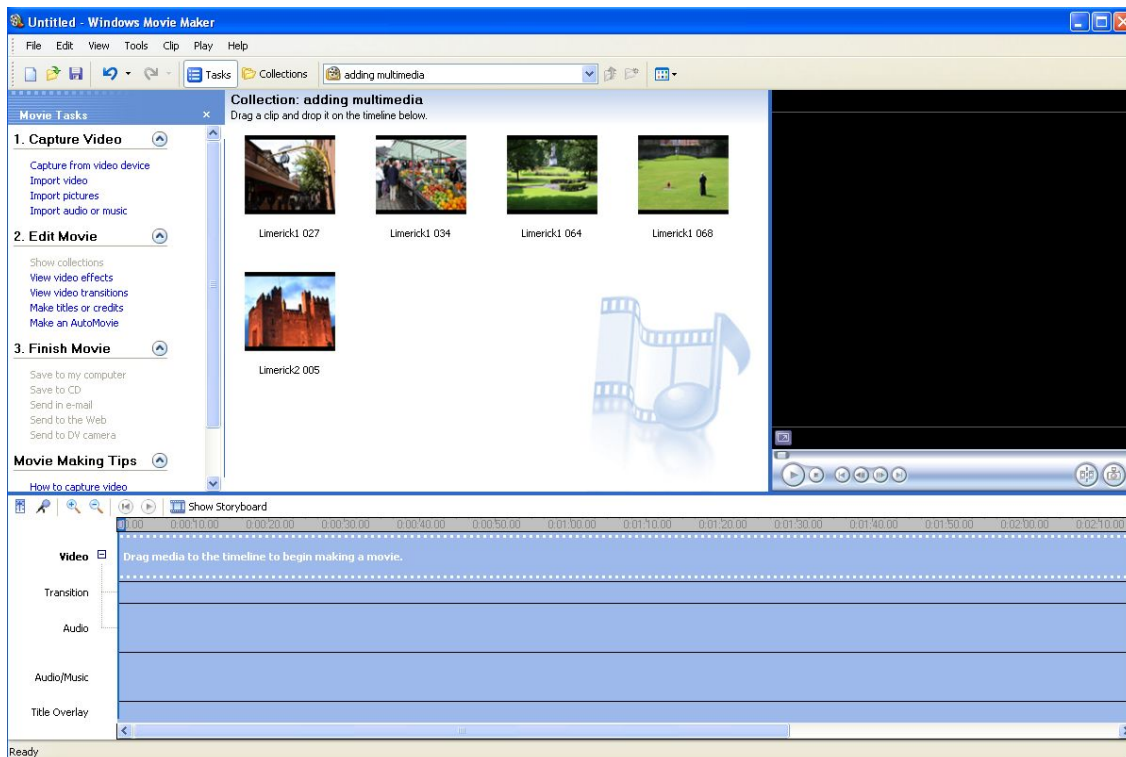 Untitled - Windows Movie Maker
File Edit View Tools Clip Play Help
Tasks Collections adding multimedia
Movie Tasks
1. Capture Video
Capture from video device
Import video
Import pictures
Import audio or music
2. Edit Movie
Show collections
View video effects
View video transitions
Make titles or credits
Make an AutoMovie
3. Finish Movie
Save to my computer
Save to CD
Send in e-mail
Send to the Web
Send to DV camera
Movie Making Tips
How to capture video
Collection: adding multimedia
Drag a clip and drop it on the timeline below.
Limerick1 027 Limerick1 034 Limerick1 064 Limerick1 068
Limerick2 005
Show Storyboard
0:00:10.00 0:00:20.00 0:00:30.00 0:00:40.00 0:00:50.00 0:01:00.00 0:01:10.00 0:01:20.00 0:01:30.00 0:01:40.00 0:01:50.00 0:02:00.00 0:02:10.00
Video Drag media to the timeline to begin making a movie.
Transition
Audio
Audio/Music
Title Overlay
Ready